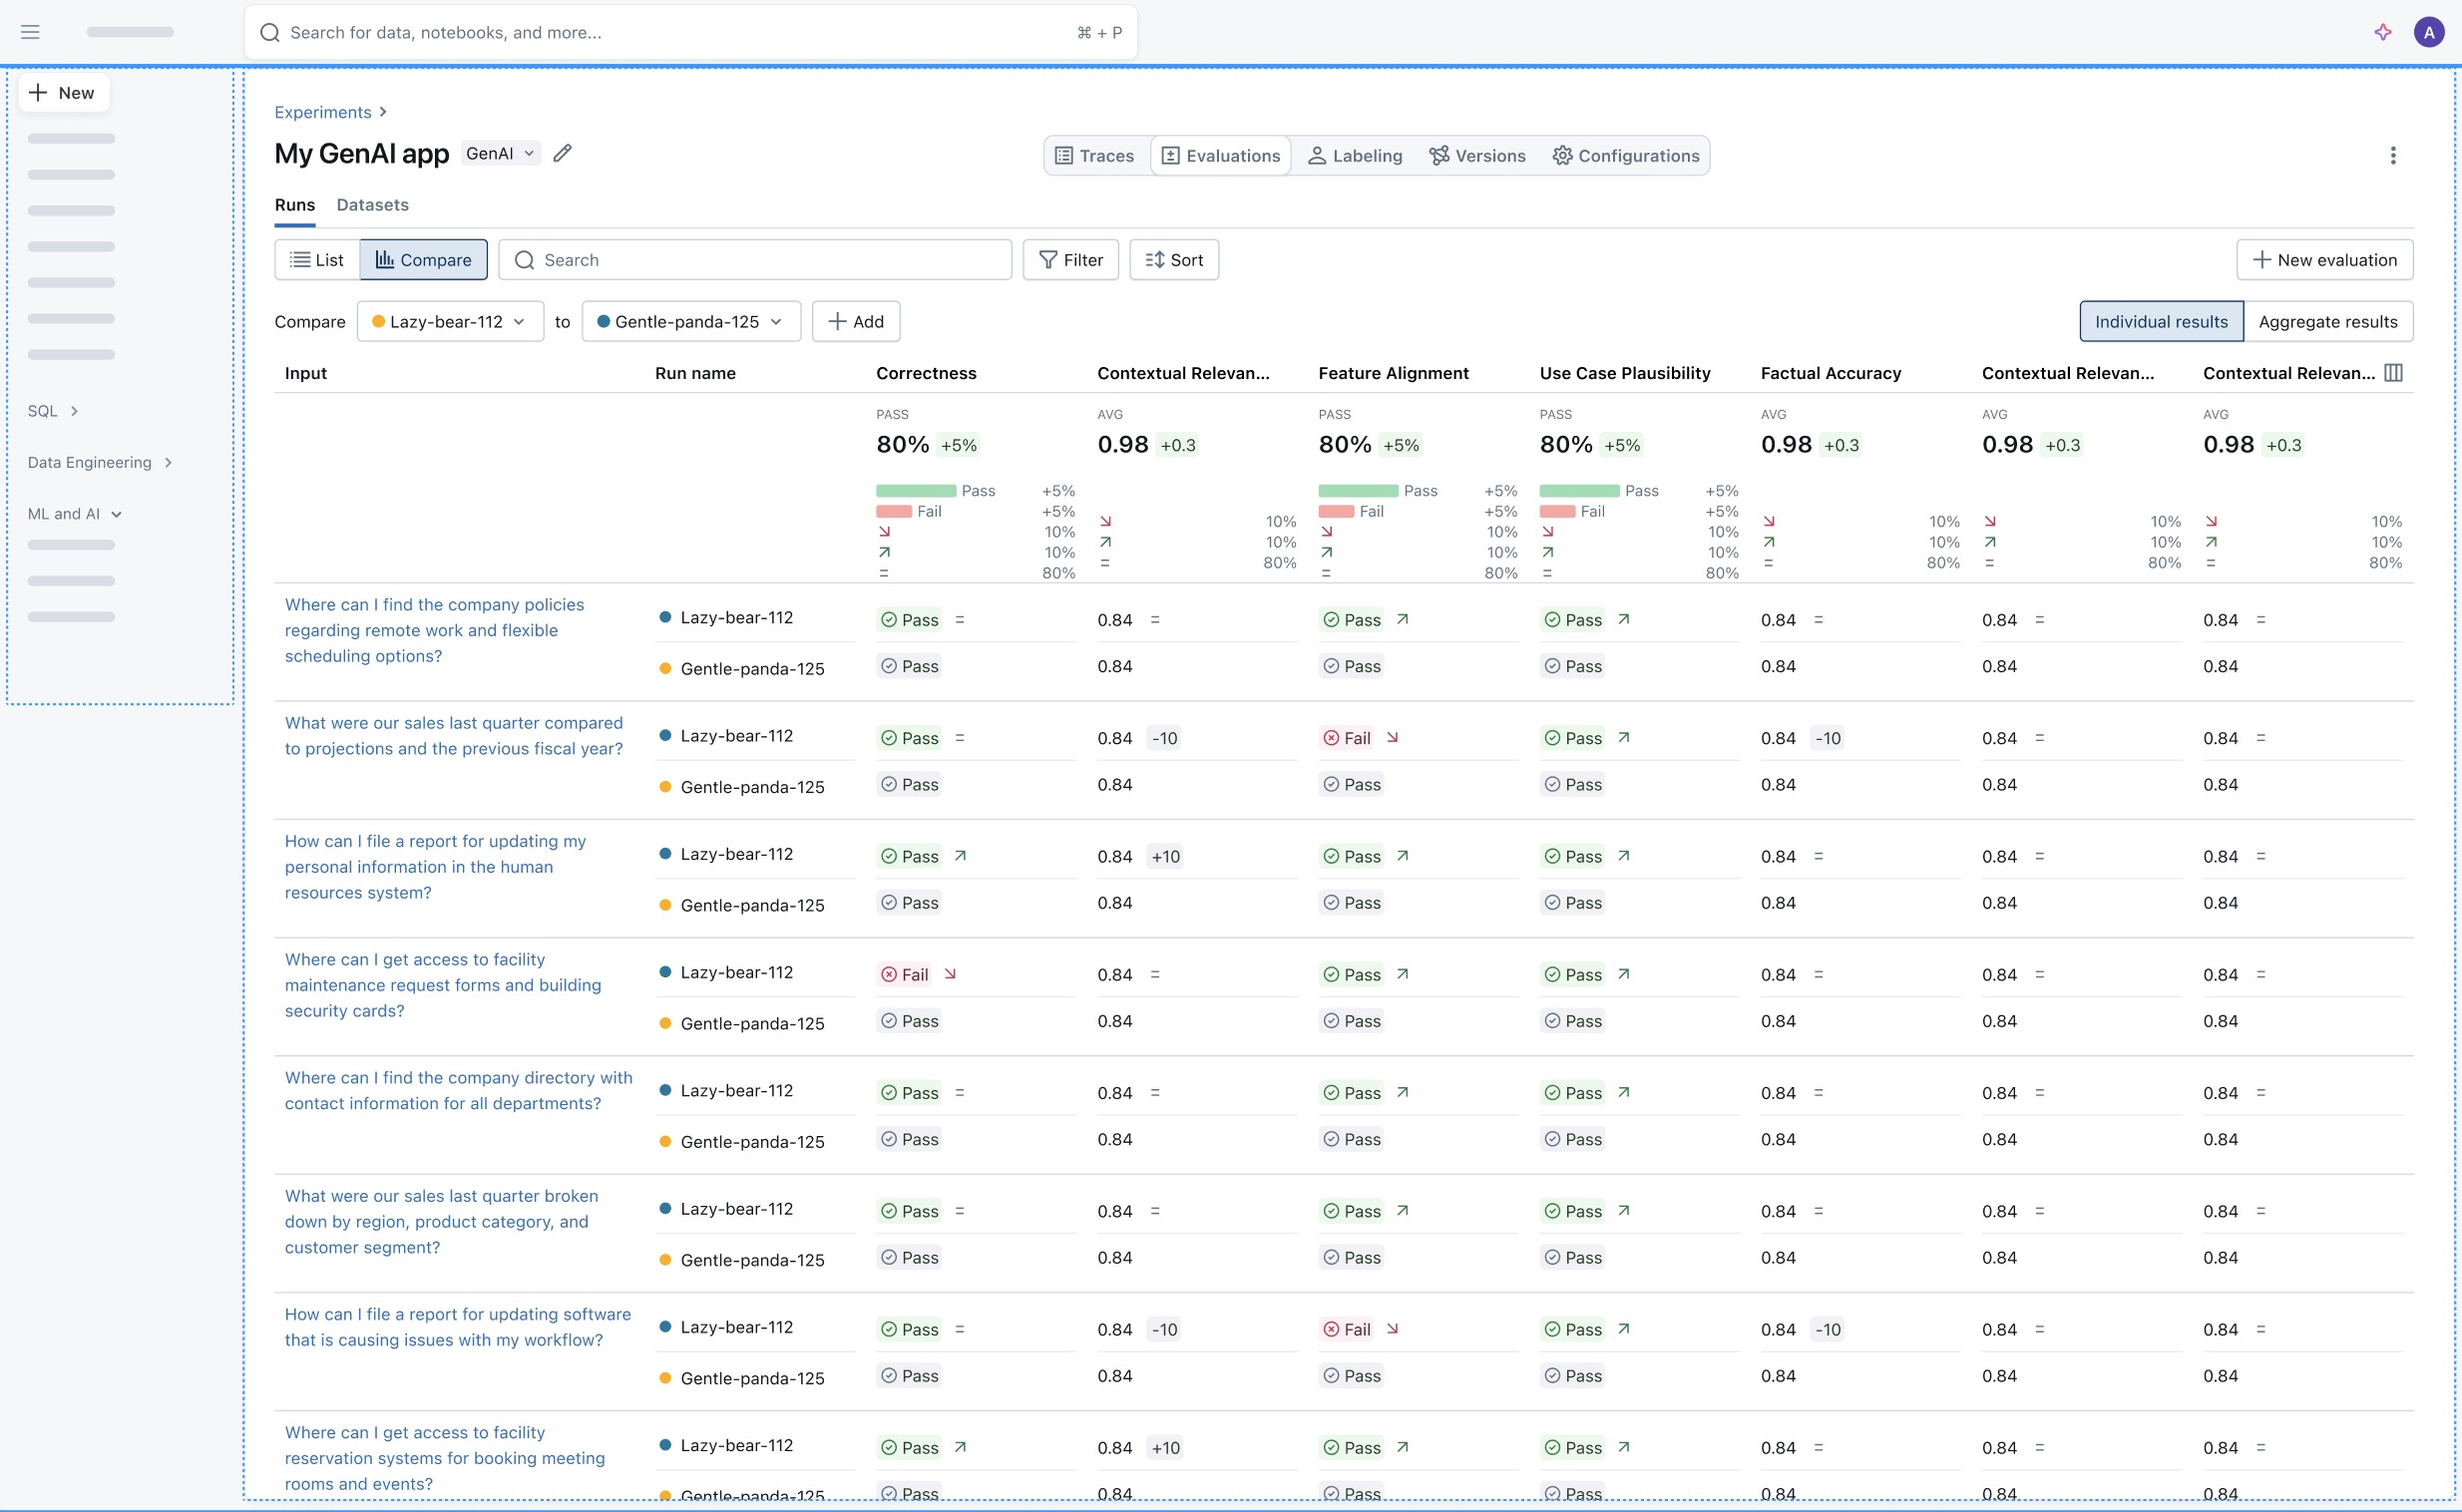 Search for data, notebooks, and more... ⌘ + P
A
New
SQL
Data Engineering
ML and AI
Experiments
My GenAI app GenAI
Traces Evaluations Labeling Versions Configurations
Runs Datasets
List Compare Search Filter Sort New evaluation
Compare Lazy-bear-112 to Gentle-panda-125 Add Individual results Aggregate results
Input Run name Correctness Contextual Relevan... Feature Alignment Use Case Plausibility Factual Accuracy Contextual Relevan... Contextual Relevan...
PASS AVG PASS PASS AVG AVG AVG
80% +5% 0.98 +0.3 80% +5% 80% +5% 0.98 +0.3 0.98 +0.3 0.98 +0.3
Pass +5% Pass +5% Pass +5%
Fail +5% Fail +5% Fail +5%
10% 10% 10%
10% 10% 10%
= 80% = 80% = 80%
10% 10% 10% 10%
10% 10% 10% 10%
= 80% = 80% = 80% = 80%
Where can I find the company policies
regarding remote work and flexible
scheduling options?
Lazy-bear-112 Pass = 0.84 = Pass Pass 0.84 = 0.84 = 0.84 =
Gentle-panda-125 Pass 0.84 Pass Pass 0.84 0.84 0.84
What were our sales last quarter compared
to projections and the previous fiscal year?
Lazy-bear-112 Pass = 0.84 -10 Fail Pass 0.84 -10 0.84 = 0.84 =
Gentle-panda-125 Pass 0.84 Pass Pass 0.84 0.84 0.84
How can I file a report for updating my
personal information in the human
resources system?
Lazy-bear-112 Pass 0.84 +10 Pass Pass 0.84 = 0.84 = 0.84 =
Gentle-panda-125 Pass 0.84 Pass Pass 0.84 0.84 0.84
Where can I get access to facility
maintenance request forms and building
security cards?
Lazy-bear-112 Fail 0.84 = Pass Pass 0.84 = 0.84 = 0.84 =
Gentle-panda-125 Pass 0.84 Pass Pass 0.84 0.84 0.84
Where can I find the company directory with
contact information for all departments?
Lazy-bear-112 Pass = 0.84 = Pass Pass 0.84 = 0.84 = 0.84 =
Gentle-panda-125 Pass 0.84 Pass Pass 0.84 0.84 0.84
What were our sales last quarter broken
down by region, product category, and
customer segment?
Lazy-bear-112 Pass = 0.84 = Pass Pass 0.84 = 0.84 = 0.84 =
Gentle-panda-125 Pass 0.84 Pass Pass 0.84 0.84 0.84
How can I file a report for updating software
that is causing issues with my workflow?
Lazy-bear-112 Pass = 0.84 -10 Fail Pass 0.84 -10 0.84 = 0.84 =
Gentle-panda-125 Pass 0.84 Pass Pass 0.84 0.84 0.84
Where can I get access to facility
reservation systems for booking meeting
rooms and events?
Lazy-bear-112 Pass 0.84 +10 Pass Pass 0.84 = 0.84 = 0.84 =
Gentle-panda-125 Pass 0.84 Pass Pass 0.84 0.84 0.84